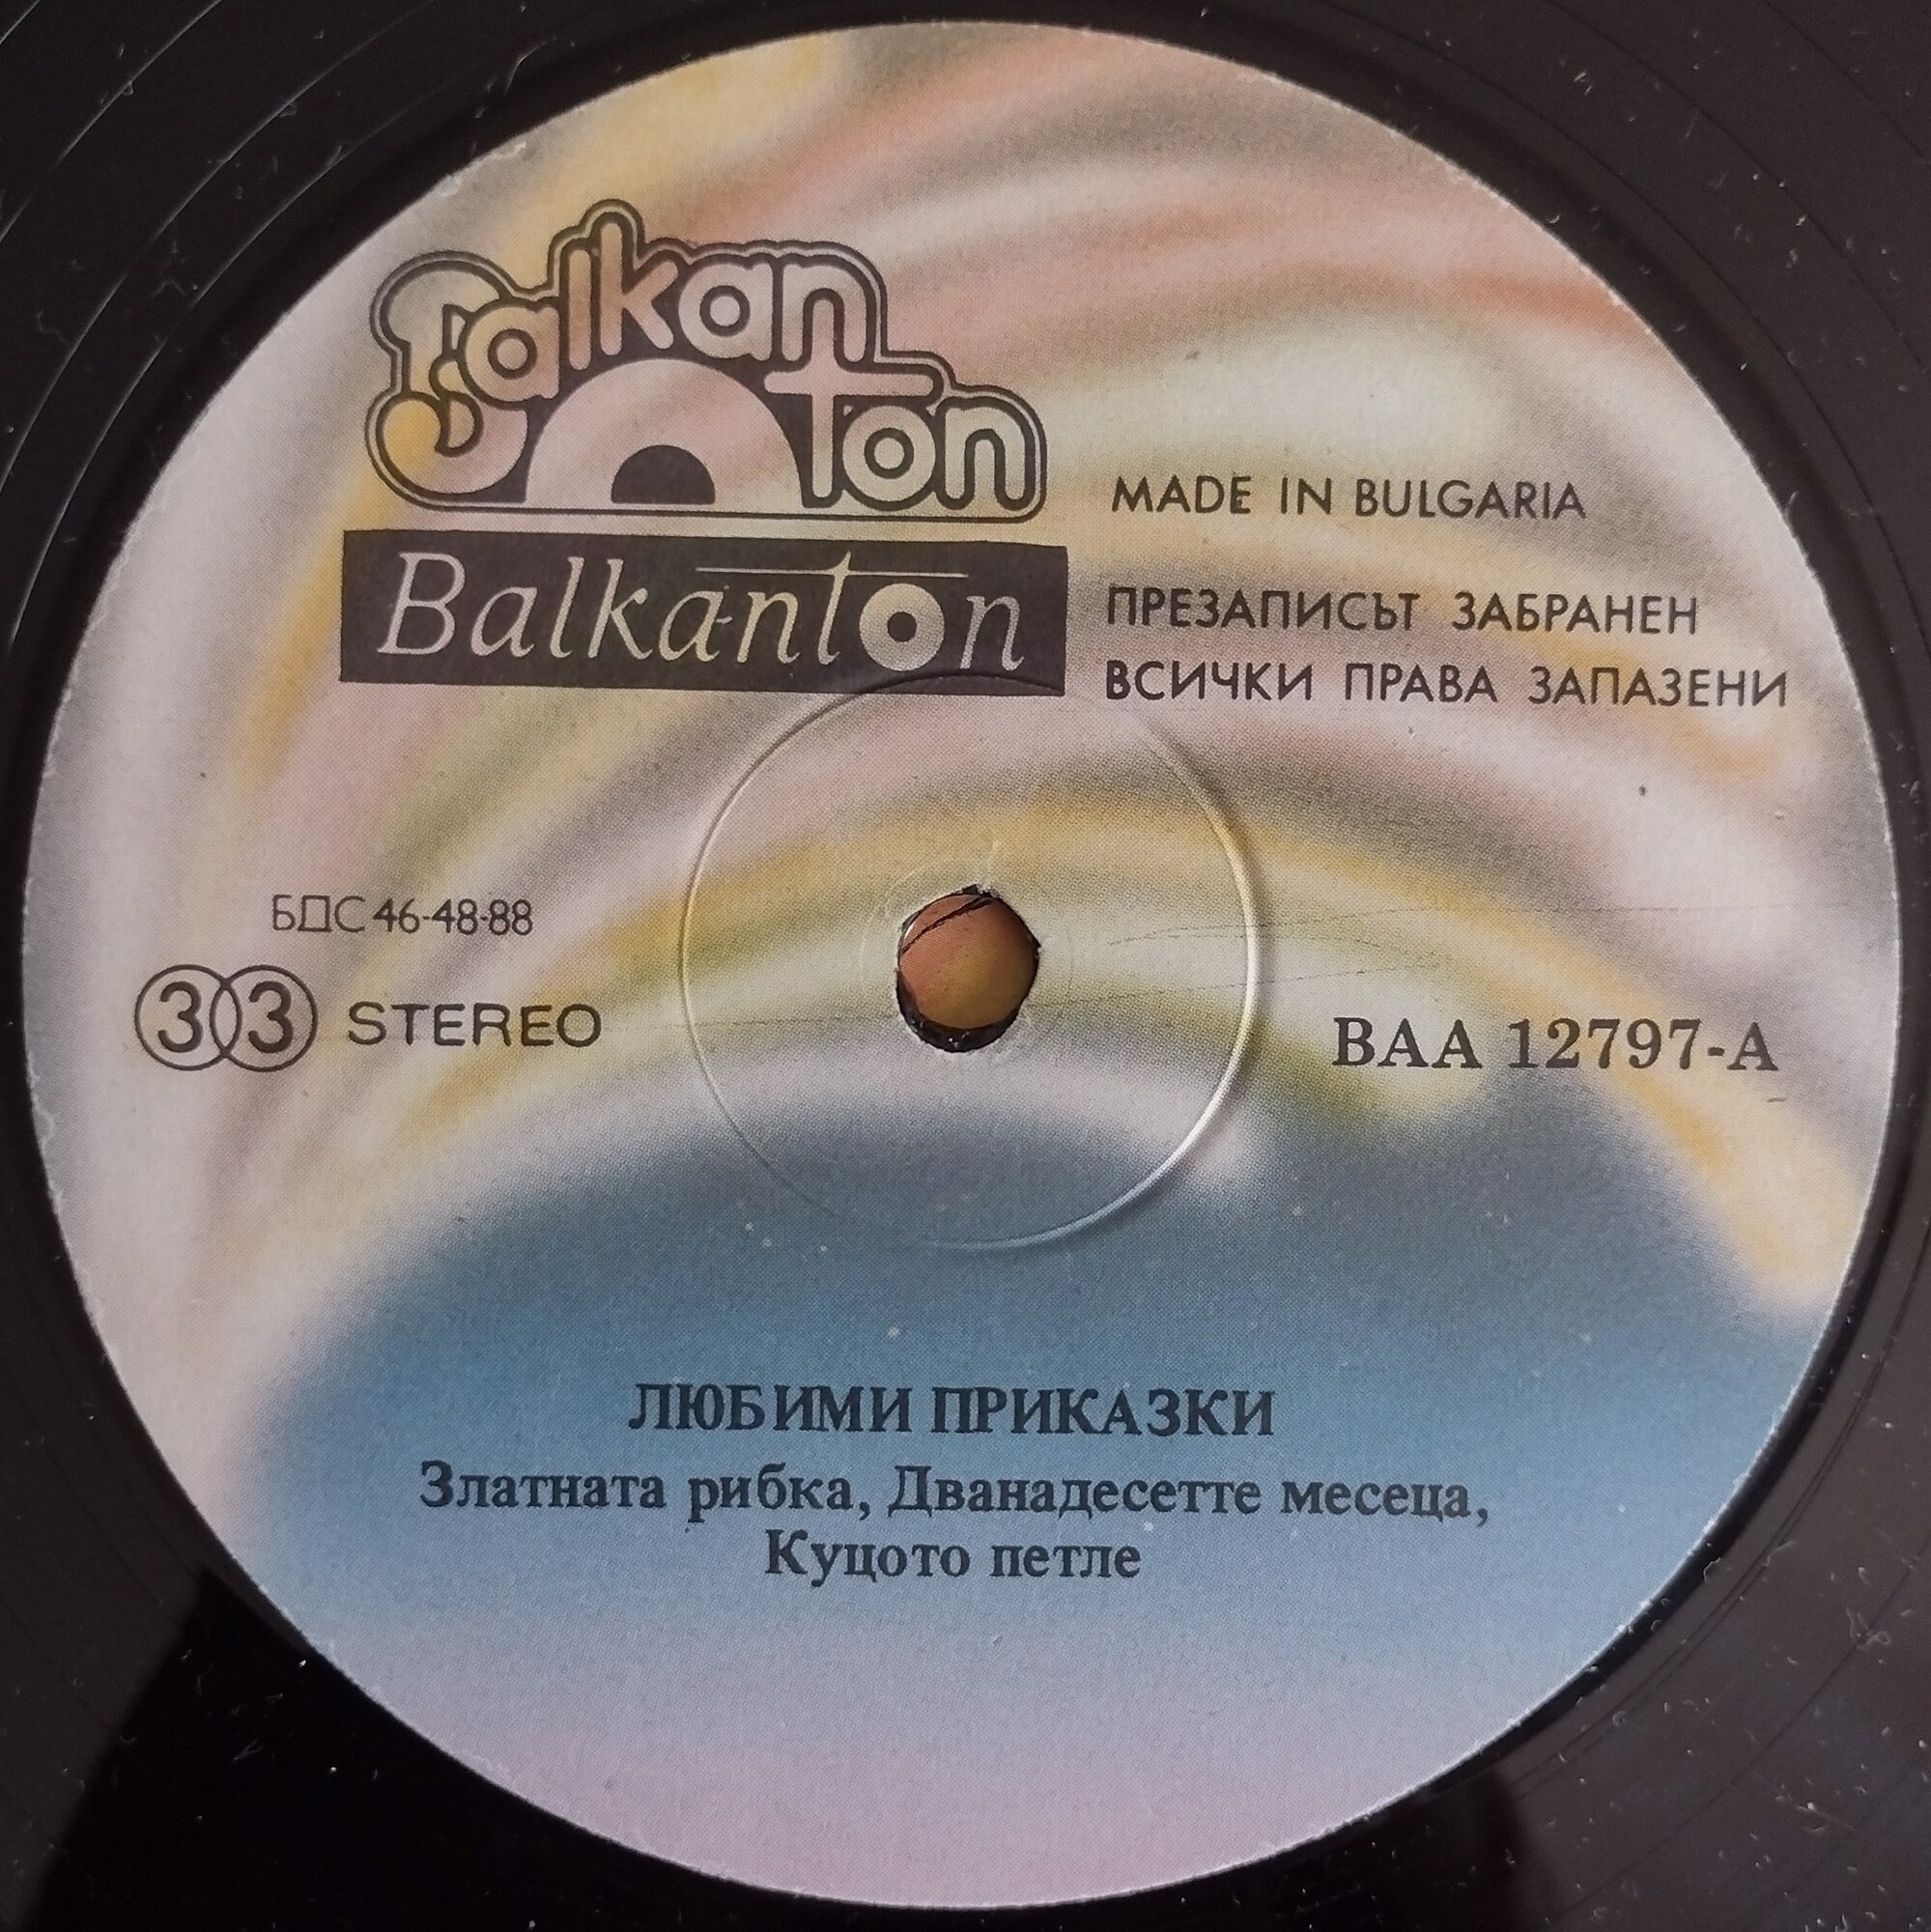 Balkanton
Balkanton
MADE IN BULGARIA
ПРЕЗАПИСЪТ ЗАБРАНЕН
ВСИЧКИ ПРАВА ЗАПАЗЕНИ
БДС 46-48-88
33 STEREO
ВАА 12797-А
ЛЮБИМИ ПРИКАЗКИ
Златната рибка, Дванадесетте месеца,
Куцото петле